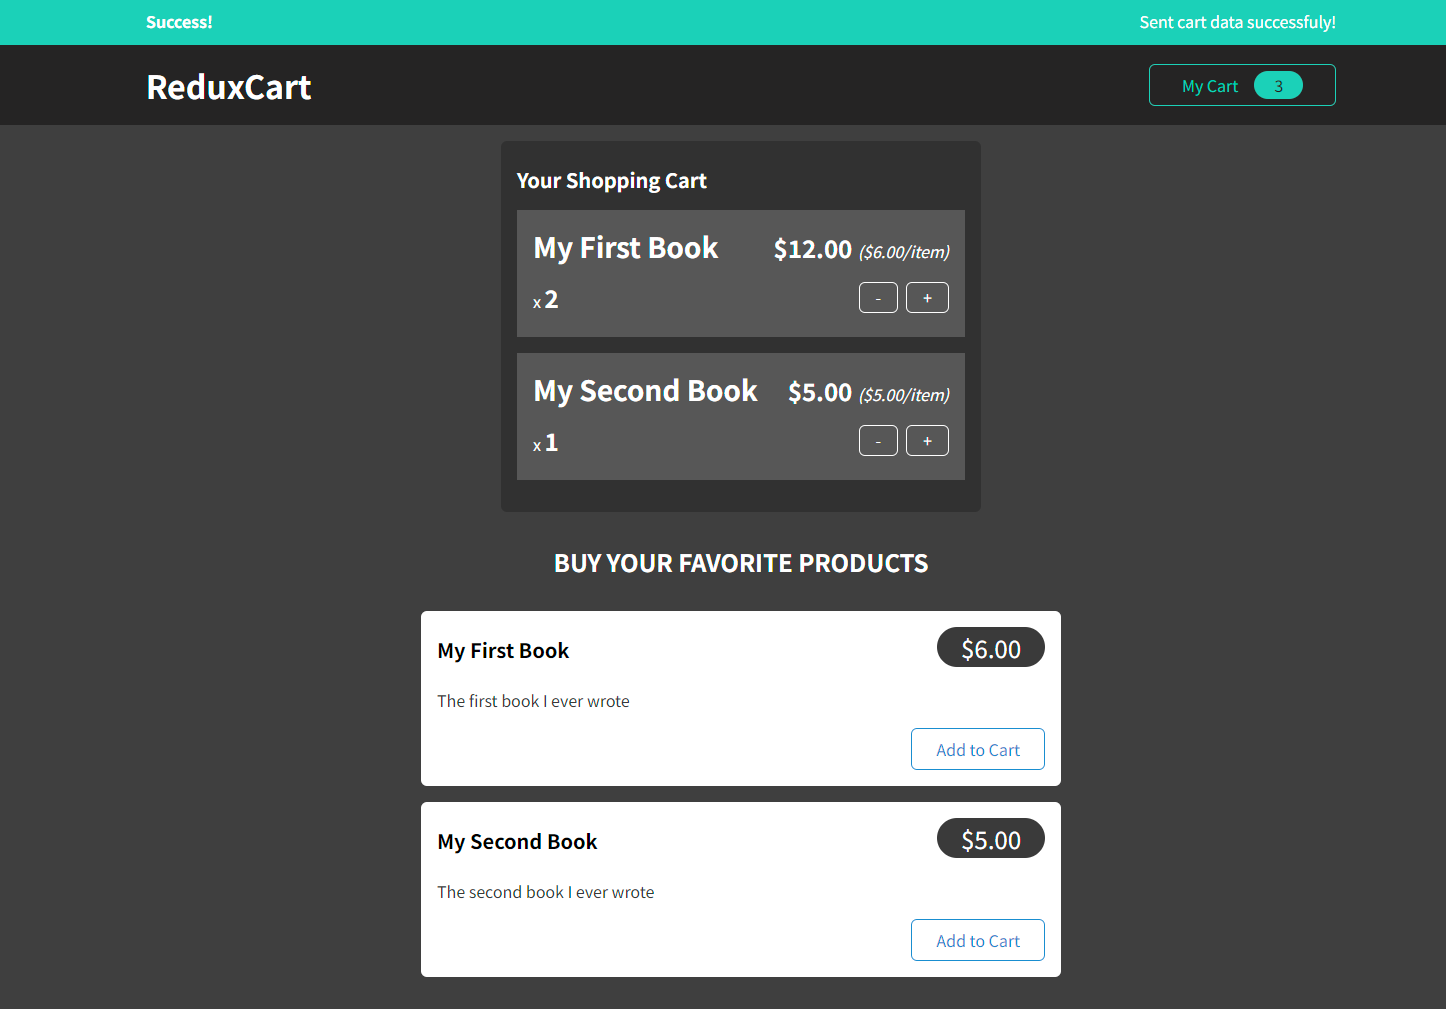 Success! Sent cart data successfuly!
ReduxCart My Cart 3
Your Shopping Cart
My First Book $12.00 ($6.00/item)
x 2 - +
My Second Book $5.00 ($5.00/item)
x 1 - +
BUY YOUR FAVORITE PRODUCTS
My First Book $6.00
The first book I ever wrote
Add to Cart
My Second Book $5.00
The second book I ever wrote
Add to Cart